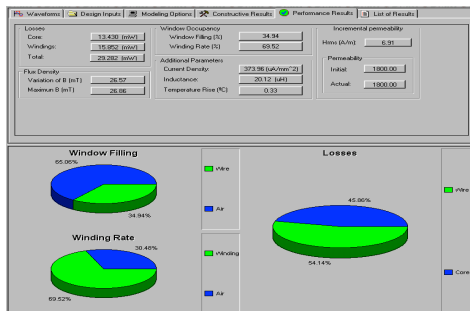 Waveforms Design Inputs Modeling Options Constructive Results Performance Results List of Results
Losses
Core: 13.430 (mW)
Windings: 15.852 (mW)
Total: 29.282 (mW)
Flux Density
Variation of B (mT) 26.57
Maximun B (mT) 26.86
Window Occupancy
Window Filling (%) 34.94
Winding Rate (%) 69.52
Additional Parameters
Current Density: 373.96 (uA/mm^2)
Inductance: 20.12 (uH)
Temperature Rise (ºC) 0.33
Incremental permeability
Hrms (A/m): 6.91
Permeability
Initial: 1800.00
Actual: 1800.00
Window Filling
65.06%
34.94%
Wire
Air
Winding Rate
30.48%
69.52%
Winding
Air
Losses
45.86%
54.14%
Wire
Core